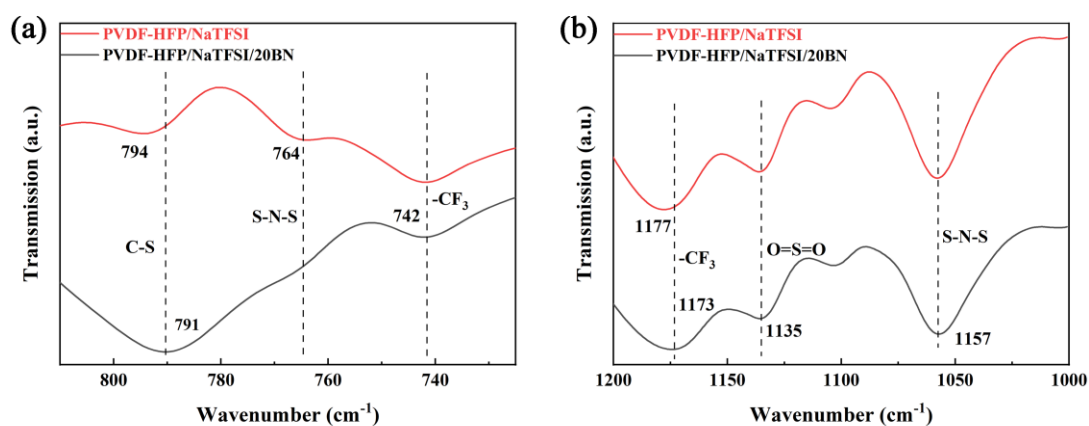 (a)
PVDF-HFP/NaTFSI
PVDF-HFP/NaTFSI/20BN
794
764
742
-CF₃
S-N-S
C-S
791
Transmission (a.u.)
800
780
760
740
Wavenumber (cm⁻¹)
(b)
PVDF-HFP/NaTFSI
PVDF-HFP/NaTFSI/20BN
1177
-CF₃
O=S=O
S-N-S
1173
1135
1157
Transmission (a.u.)
1200
1150
1100
1050
1000
Wavenumber (cm⁻¹)